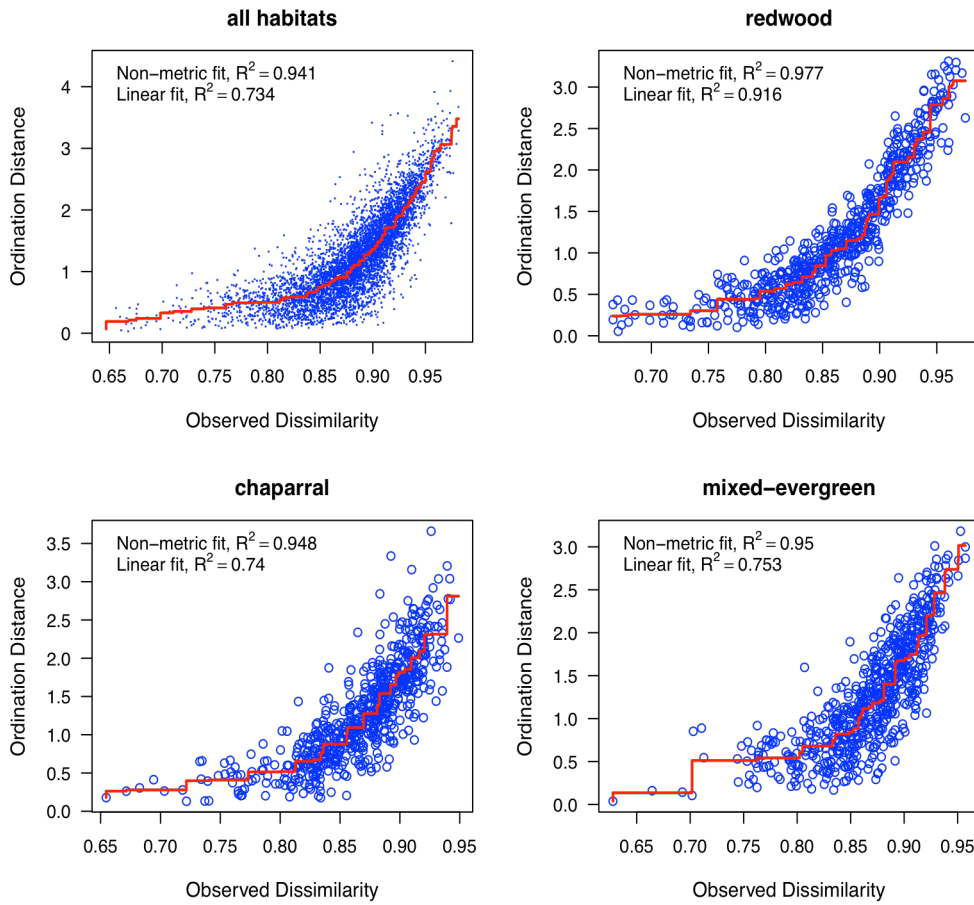 all habitats
Non−metric fit, R² = 0.941
Linear fit, R² = 0.734
Ordination Distance
4
3
2
1
0
0.65 0.70 0.75 0.80 0.85 0.90 0.95
Observed Dissimilarity
redwood
Non−metric fit, R² = 0.977
Linear fit, R² = 0.916
Ordination Distance
3.0
2.5
2.0
1.5
1.0
0.5
0.0
0.70 0.75 0.80 0.85 0.90 0.95
Observed Dissimilarity
chaparral
Non−metric fit, R² = 0.948
Linear fit, R² = 0.74
Ordination Distance
3.5
3.0
2.5
2.0
1.5
1.0
0.5
0.0
0.65 0.70 0.75 0.80 0.85 0.90 0.95
Observed Dissimilarity
mixed−evergreen
Non−metric fit, R² = 0.95
Linear fit, R² = 0.753
Ordination Distance
3.0
2.5
2.0
1.5
1.0
0.5
0.0
0.65 0.70 0.75 0.80 0.85 0.90 0.95
Observed Dissimilarity